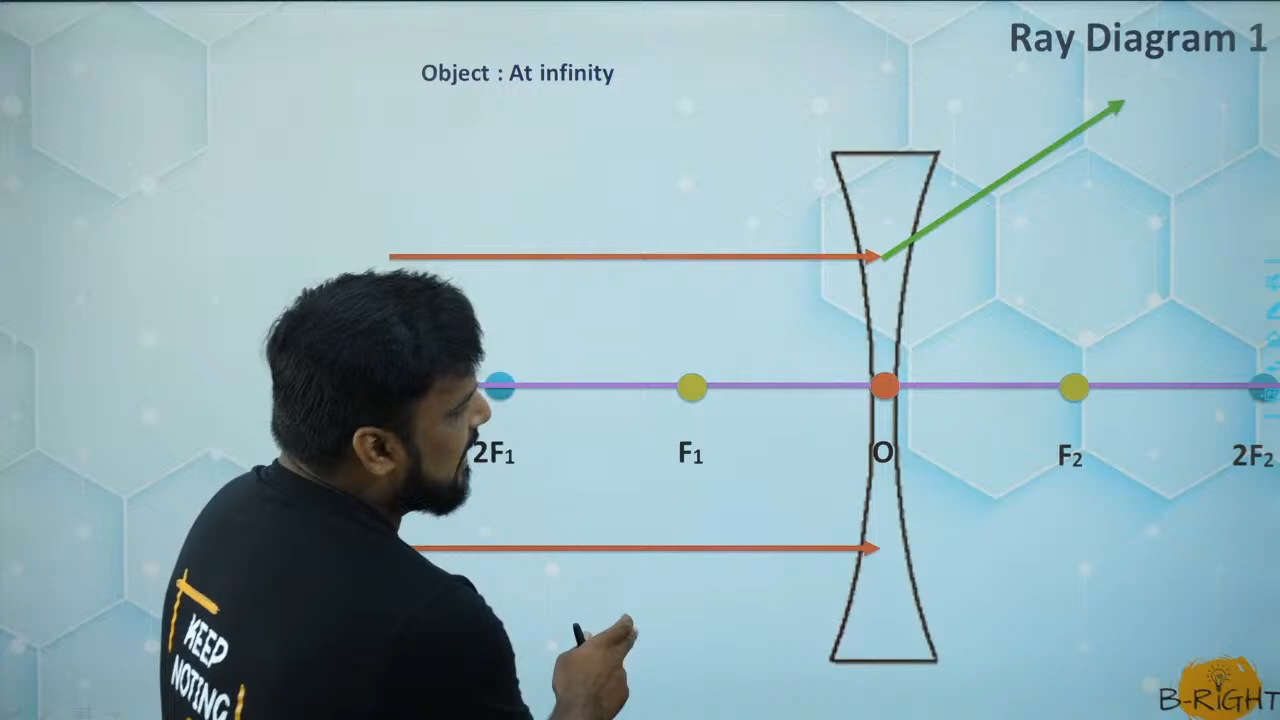 Ray Diagram 1
Object : At infinity
2F₁
F₁
O
F₂
2F₂
KEEP
NOTING
B-RIGHT